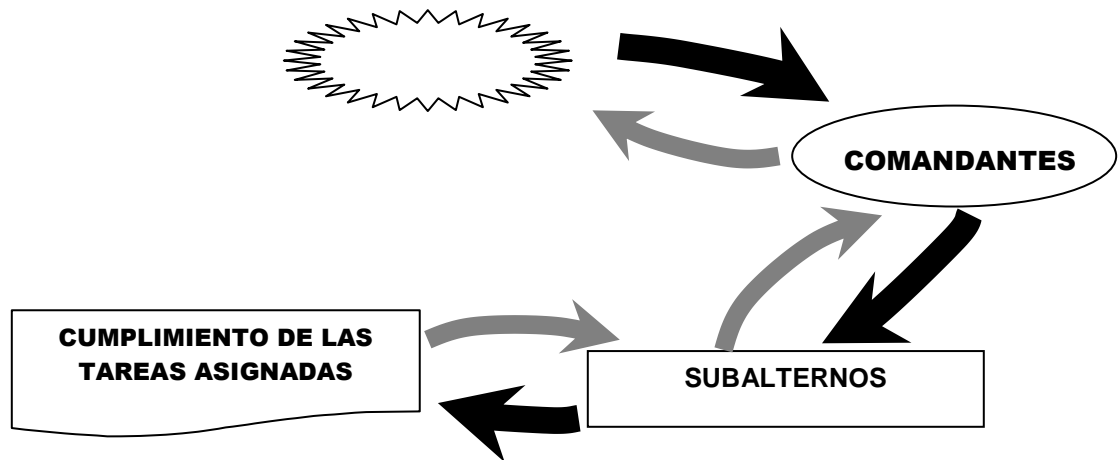 COMANDANTES
CUMPLIMIENTO DE LAS
TAREAS ASIGNADAS
SUBALTERNOS